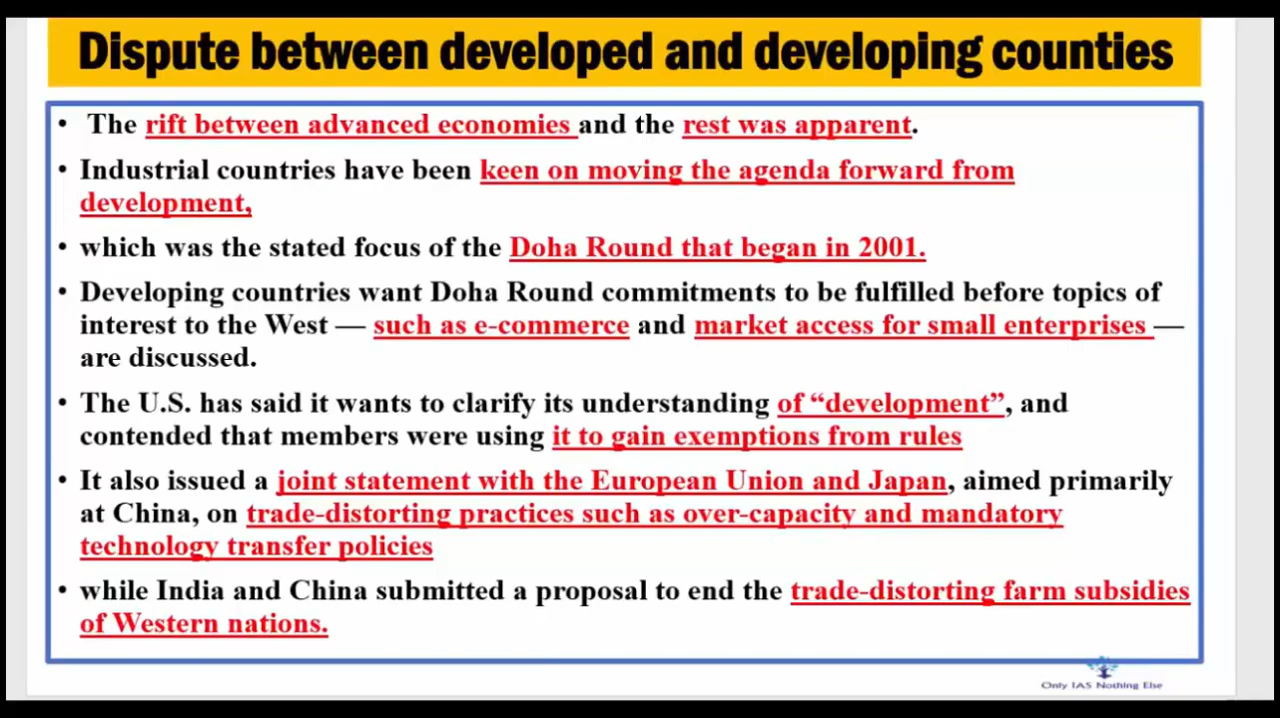 Dispute between developed and developing counties
• The rift between advanced economies and the rest was apparent.
• Industrial countries have been keen on moving the agenda forward from
development,
• which was the stated focus of the Doha Round that began in 2001.
• Developing countries want Doha Round commitments to be fulfilled before topics of
interest to the West — such as e-commerce and market access for small enterprises —
are discussed.
• The U.S. has said it wants to clarify its understanding of “development”, and
contended that members were using it to gain exemptions from rules
• It also issued a joint statement with the European Union and Japan, aimed primarily
at China, on trade-distorting practices such as over-capacity and mandatory
technology transfer policies
• while India and China submitted a proposal to end the trade-distorting farm subsidies
of Western nations.
Only IAS Nothing Else